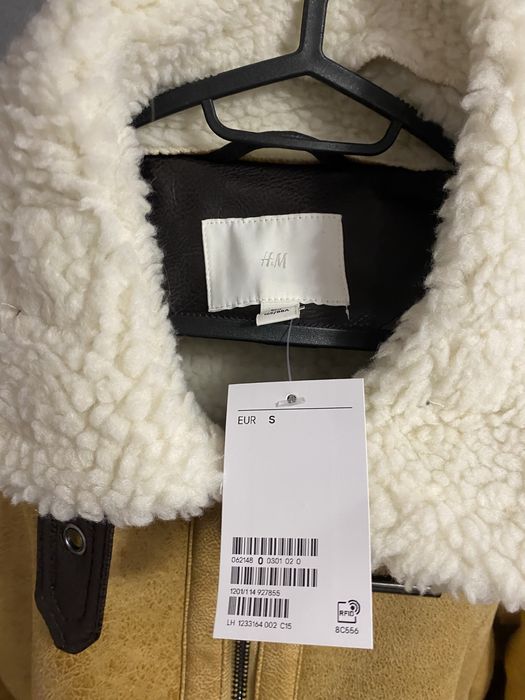 H&M
EUR S
062148 0 0301 02 0
1201/114 927855
LH 1233164 002 C15
RFID
8C556